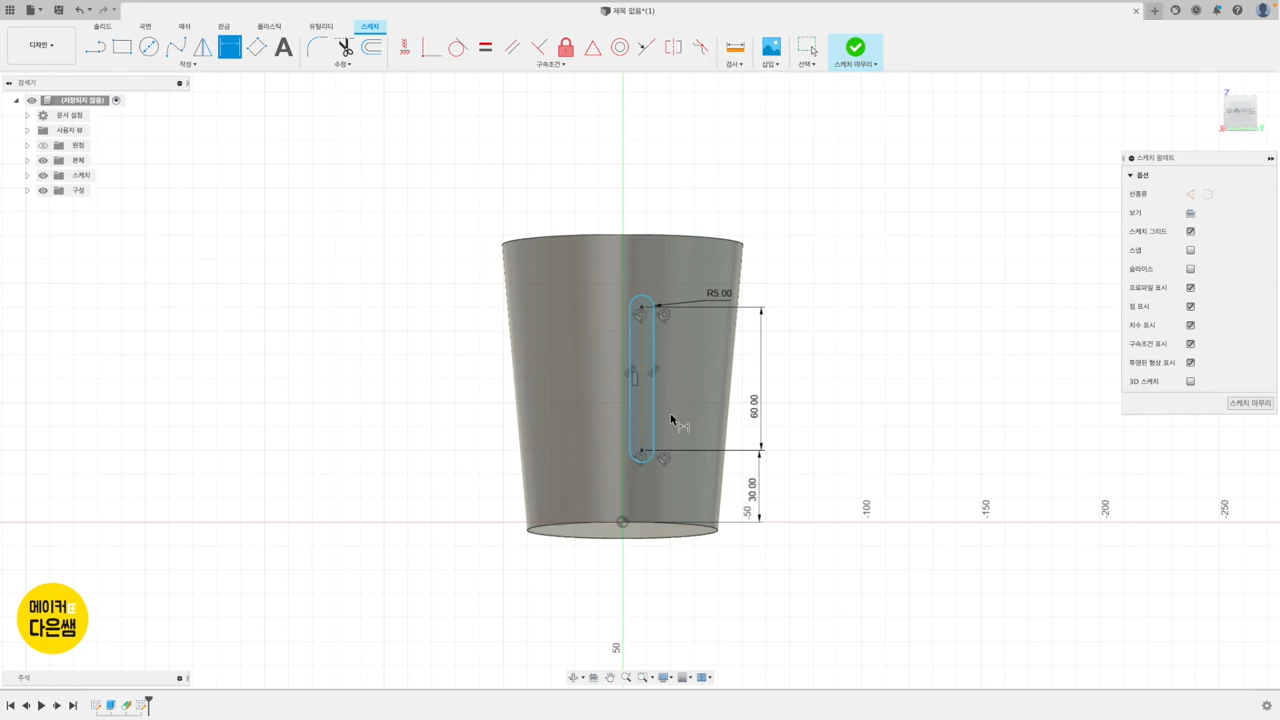 제목 없음*(1)
디자인
솔리드
곡면
메쉬
판금
플라스틱
유틸리티
스케치
작성
수정
구속조건
검사
삽입
선택
스케치 마무리
검색기
(저장되지 않음)
문서 설정
사용자 뷰
원점
본체
스케치
구성
Z
우측면도
X
Y
스케치 팔레트
옵션
선종류
보기
스케치 그리드
스냅
슬라이스
프로파일 표시
점 표시
치수 표시
구속조건 표시
투영된 형상 표시
3D 스케치
스케치 마무리
R5.00
60.00
30.00
-50
-100
-150
-200
-250
50
메이커
다은쌤
주석